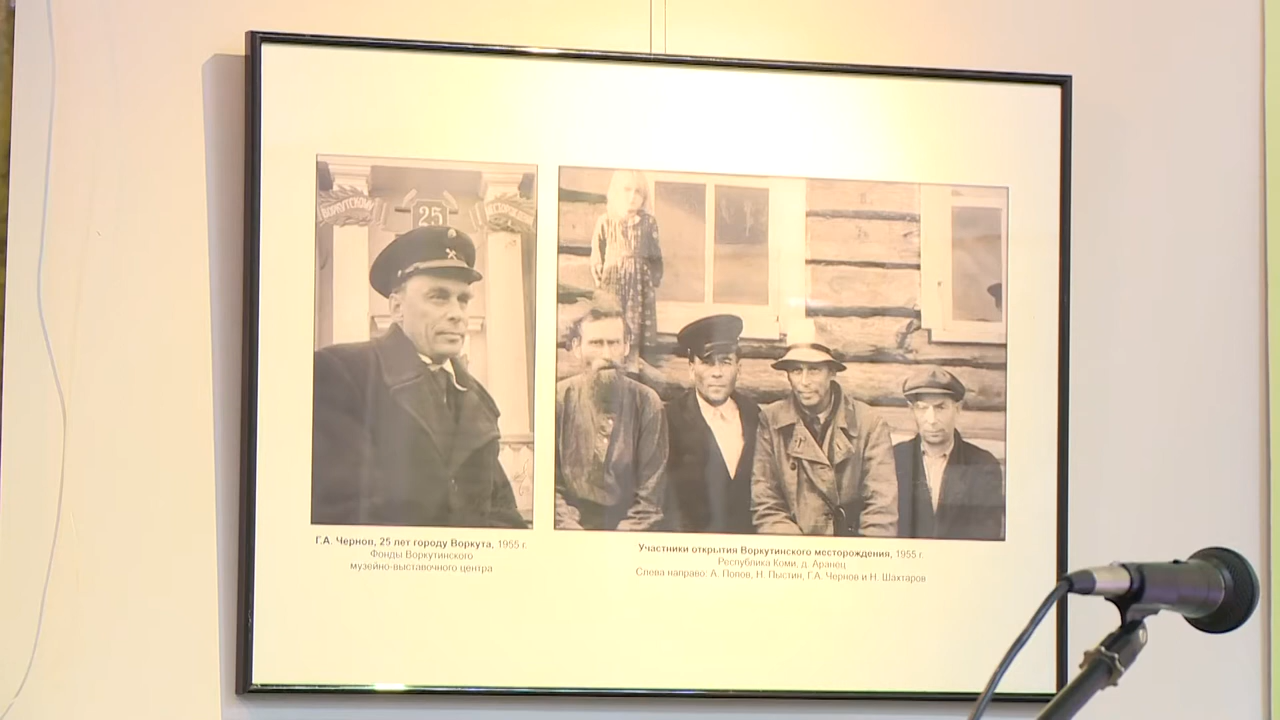 ВОРКУТСКОМУ
25
Г.А. Чернов, 25 лет городу Воркута, 1955 г.
Фонды Воркутинского
музейно-выставочного центра
Участники открытия Воркутинского месторождения, 1955 г.
Республика Коми, д. Аранец
Слева направо: А. Попов, Н. Пыстин, Г.А. Чернов и Н. Шахтаров